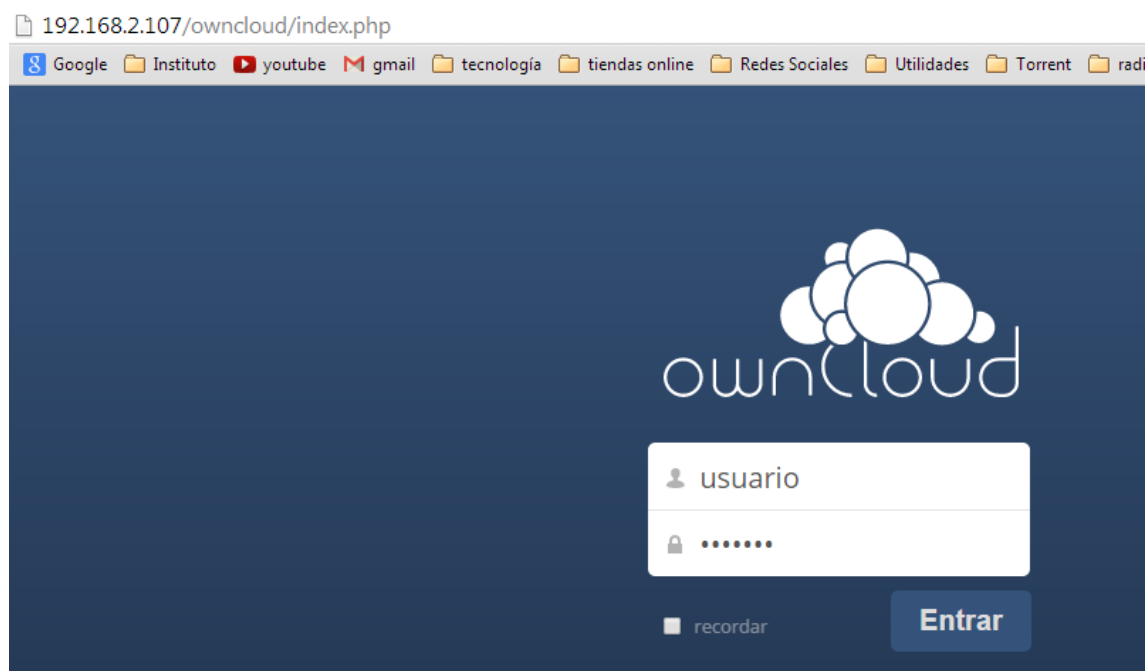 192.168.2.107/owncloud/index.php
Google Instituto youtube gmail tecnología tiendas online Redes Sociales Utilidades Torrent radi
ownCloud
usuario
•••••••
recordar Entrar